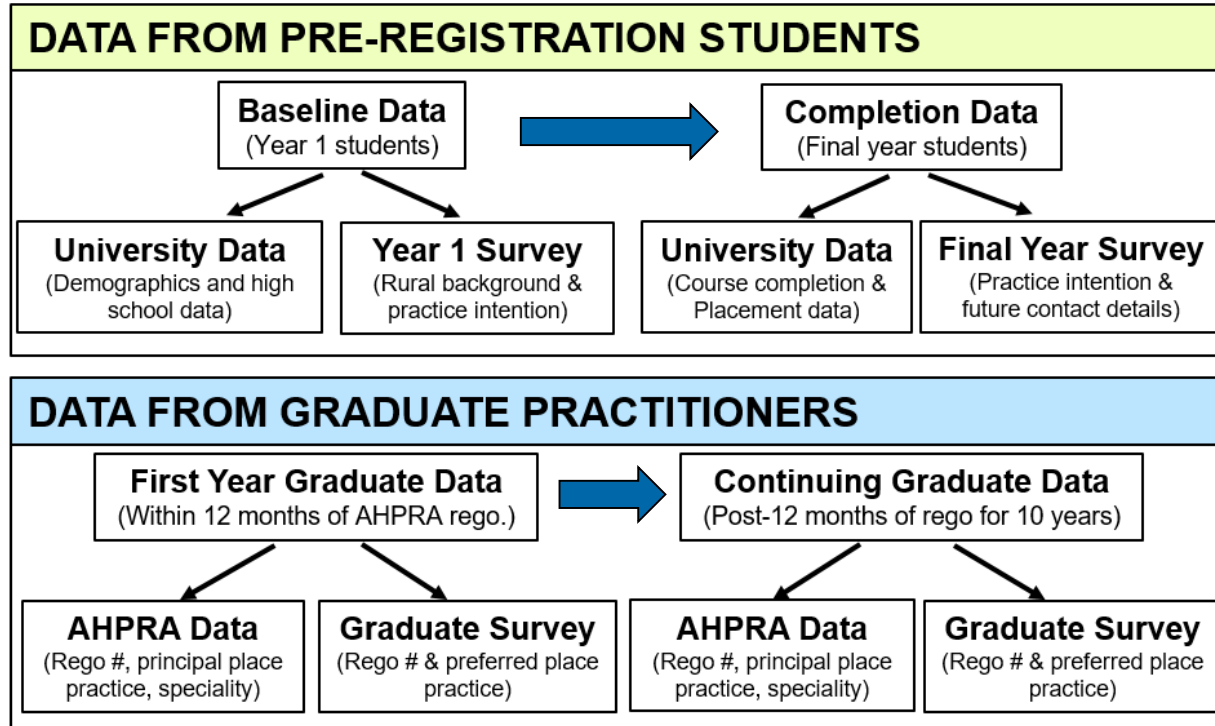 DATA FROM PRE-REGISTRATION STUDENTS
Baseline Data
(Year 1 students)
Completion Data
(Final year students)
University Data
(Demographics and high
school data)
Year 1 Survey
(Rural background &
practice intention)
University Data
(Course completion &
Placement data)
Final Year Survey
(Practice intention &
future contact details)
DATA FROM GRADUATE PRACTITIONERS
First Year Graduate Data
(Within 12 months of AHPRA rego.)
Continuing Graduate Data
(Post-12 months of rego for 10 years)
AHPRA Data
(Rego #, principal place
practice, speciality)
Graduate Survey
(Rego # & preferred place
practice)
AHPRA Data
(Rego #, principal place
practice, speciality)
Graduate Survey
(Rego # & preferred place
practice)